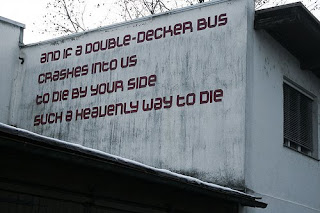 AND IF A DOUBLE-DECKER BUS
CRASHES INTO US
TO DIE BY YOUR SIDE
SUCH A HEAVENLY WAY TO DIE